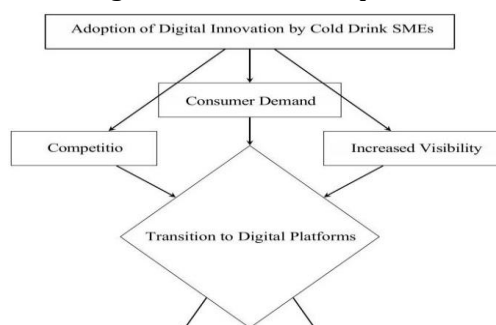 Adoption of Digital Innovation by Cold Drink SMEs
Consumer Demand
Competitio
Increased Visibility
Transition to Digital Platforms